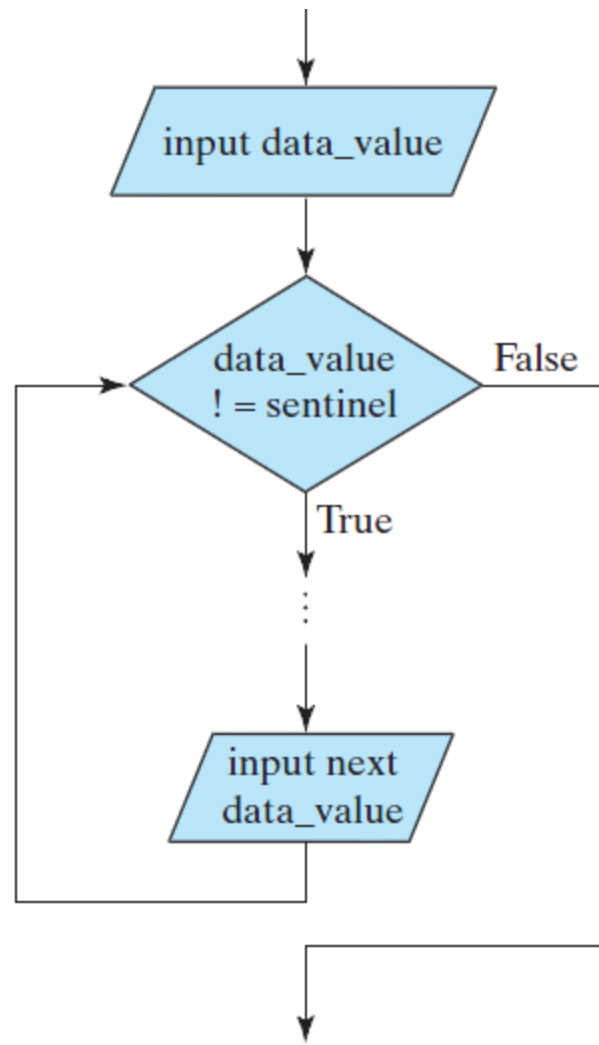 input data_value
data_value
! = sentinel
False
True
input next
data_value